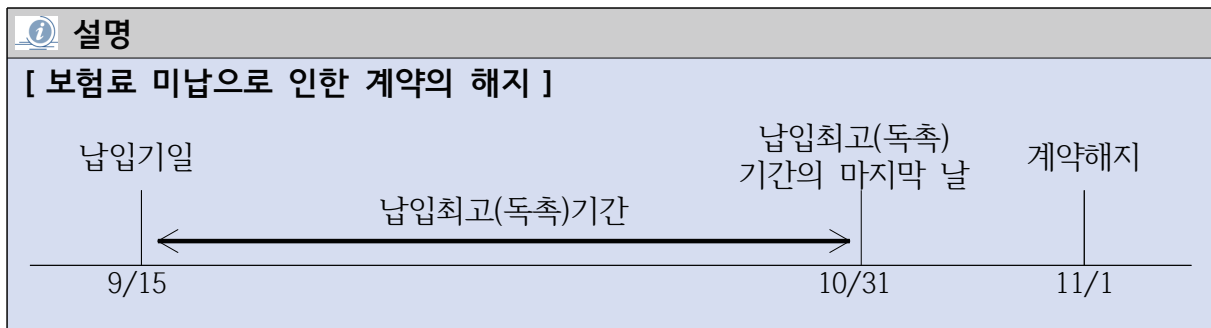 설명
[ 보험료 미납으로 인한 계약의 해지 ]
납입기일
납입최고(독촉)
기간의 마지막 날
계약해지
납입최고(독촉)기간
9/15
10/31
11/1